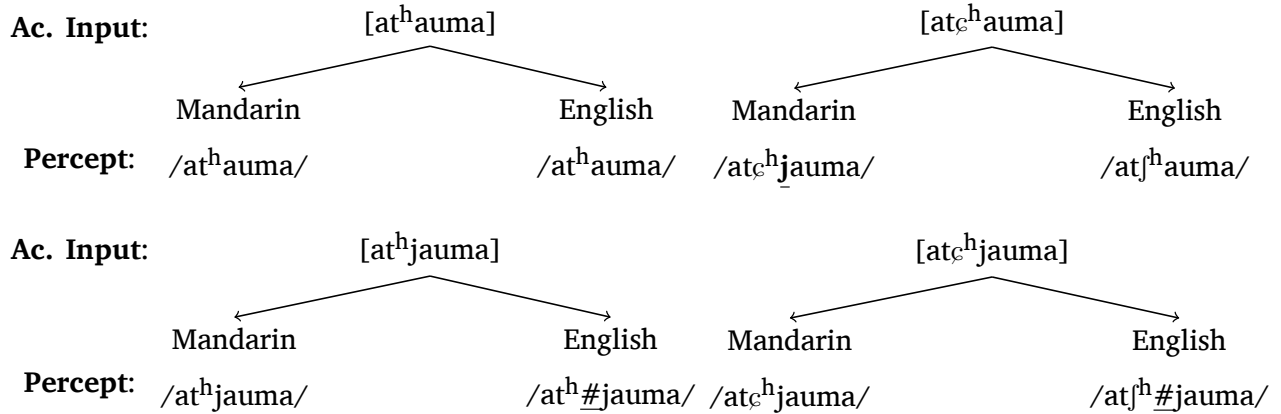 Ac. Input: [atʰauma] [atɕʰauma]
Mandarin English Mandarin English
Percept: /atʰauma/ /atʰauma/ /atɕʰjauma/ /atʃʰauma/
Ac. Input: [atʰjauma] [atɕʰjauma]
Mandarin English Mandarin English
Percept: /atʰjauma/ /atʰ#jauma/ /atɕʰjauma/ /atʃʰ#jauma/